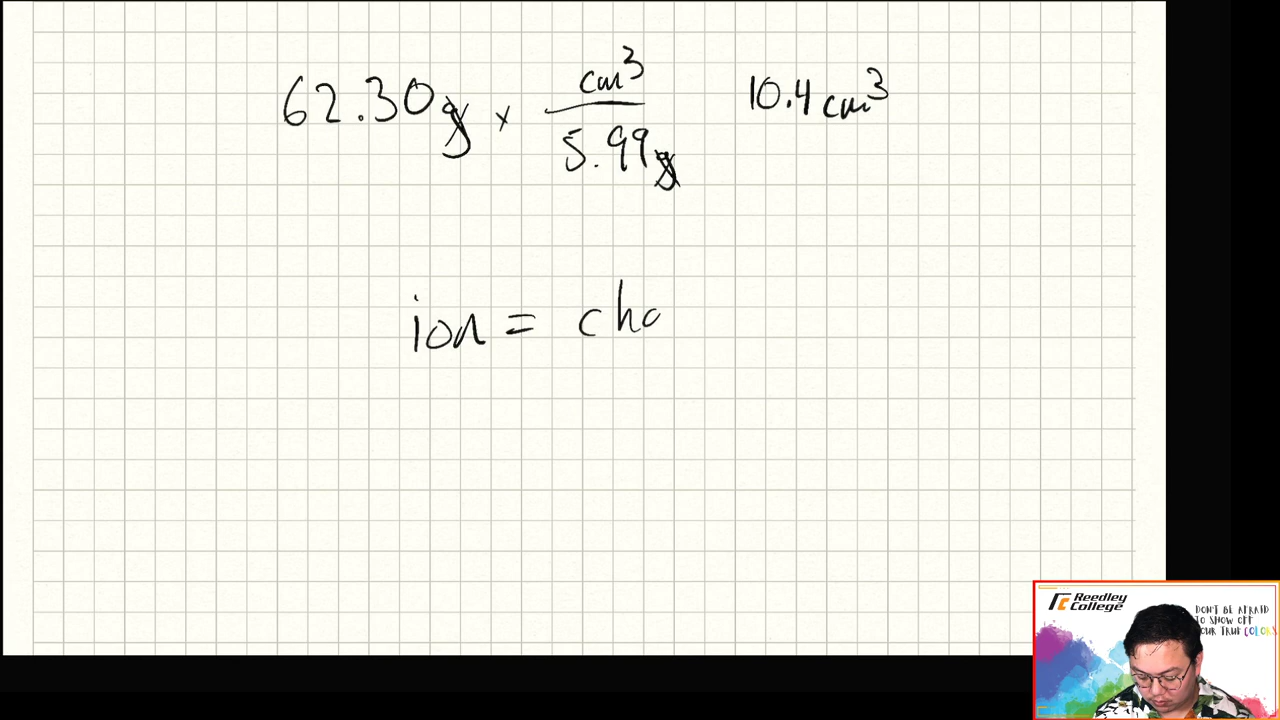 62.30g × cm³/5.99g 10.4 cm³
ion = cha
Reedley
College
DON'T BE AFRAID
TO SHOW OFF
YOUR TRUE COLORS